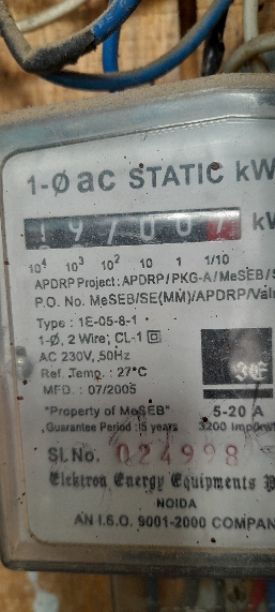 1-Ø ac STATIC kW
97006
10⁴ 10³ 10² 10 1 1/10
APDRP Project: APDRP/PKG-A/MeSEB/S
P.O. No. MeSEB/SE(MM)/APDRP/Val
Type : 1E-05-8-1
1-Ø, 2 Wire; CL-1
AC 230V, 50Hz
Ref. Temp. : 27°C
MFD. : 07/2005
"Property of MeSEB"
5-20 A
Guarantee Period : 5 years
3200 Imp/kw
Sl. No. 024998
Elektron Energy Equipments P
NOIDA
AN I.S.O. 9001-2000 COMPAN